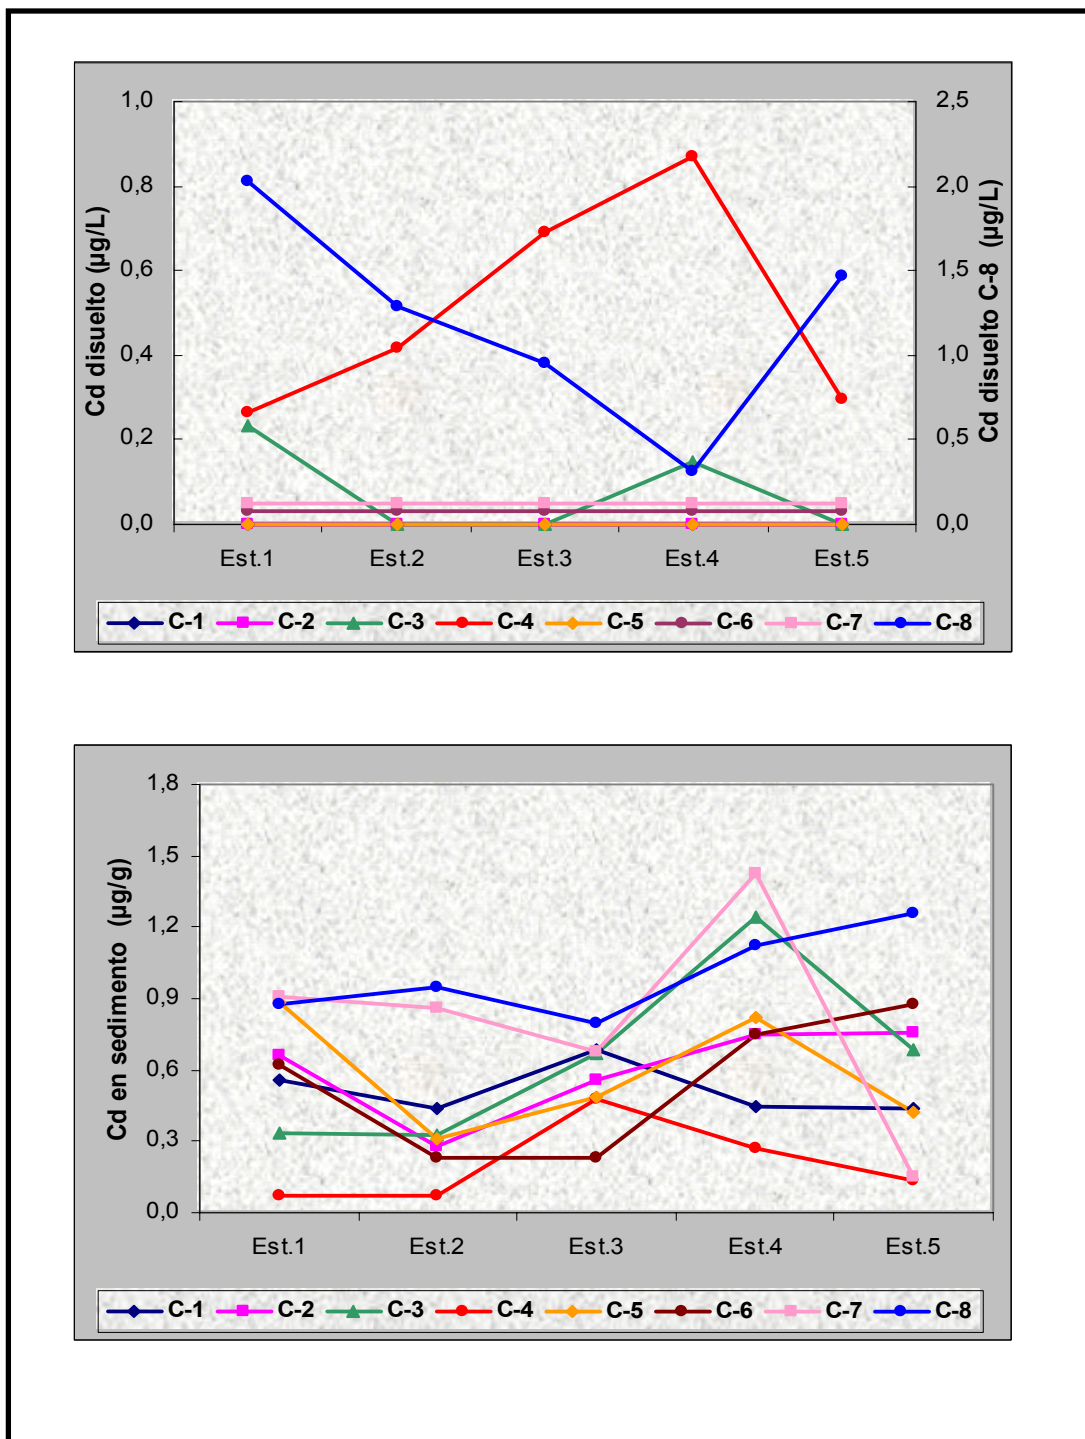 1,0
0,8
0,6
0,4
0,2
0,0
Cd disuelto (µg/L)
2,5
2,0
1,5
1,0
0,5
0,0
Cd disuelto C-8 (µg/L)
Est.1 Est.2 Est.3 Est.4 Est.5
C-1 C-2 C-3 C-4 C-5 C-6 C-7 C-8
1,8
1,5
1,2
0,9
0,6
0,3
0,0
Cd en sedimento (µg/g)
Est.1 Est.2 Est.3 Est.4 Est.5
C-1 C-2 C-3 C-4 C-5 C-6 C-7 C-8